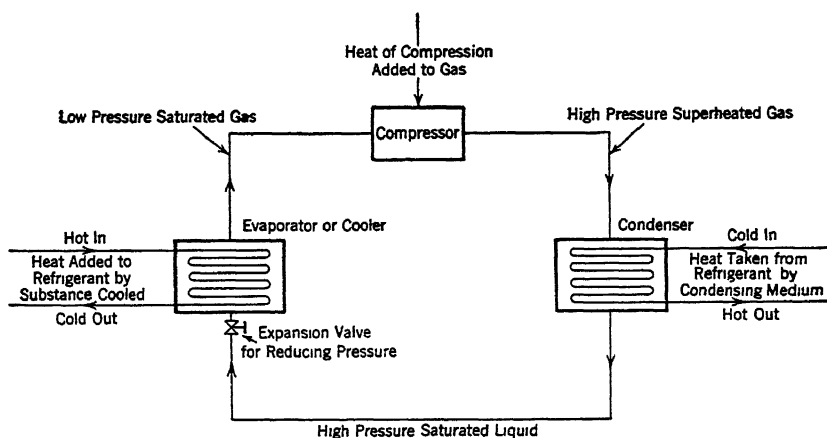 Heat of Compression
Added to Gas
Low Pressure Saturated Gas
Compressor
High Pressure Superheated Gas
Evaporator or Cooler
Condenser
Hot In
Heat Added to
Refrigerant by
Substance Cooled
Cold Out
Cold In
Heat Taken from
Refrigerant by
Condensing Medium
Hot Out
Expansion Valve
for Reducing Pressure
High Pressure Saturated Liquid